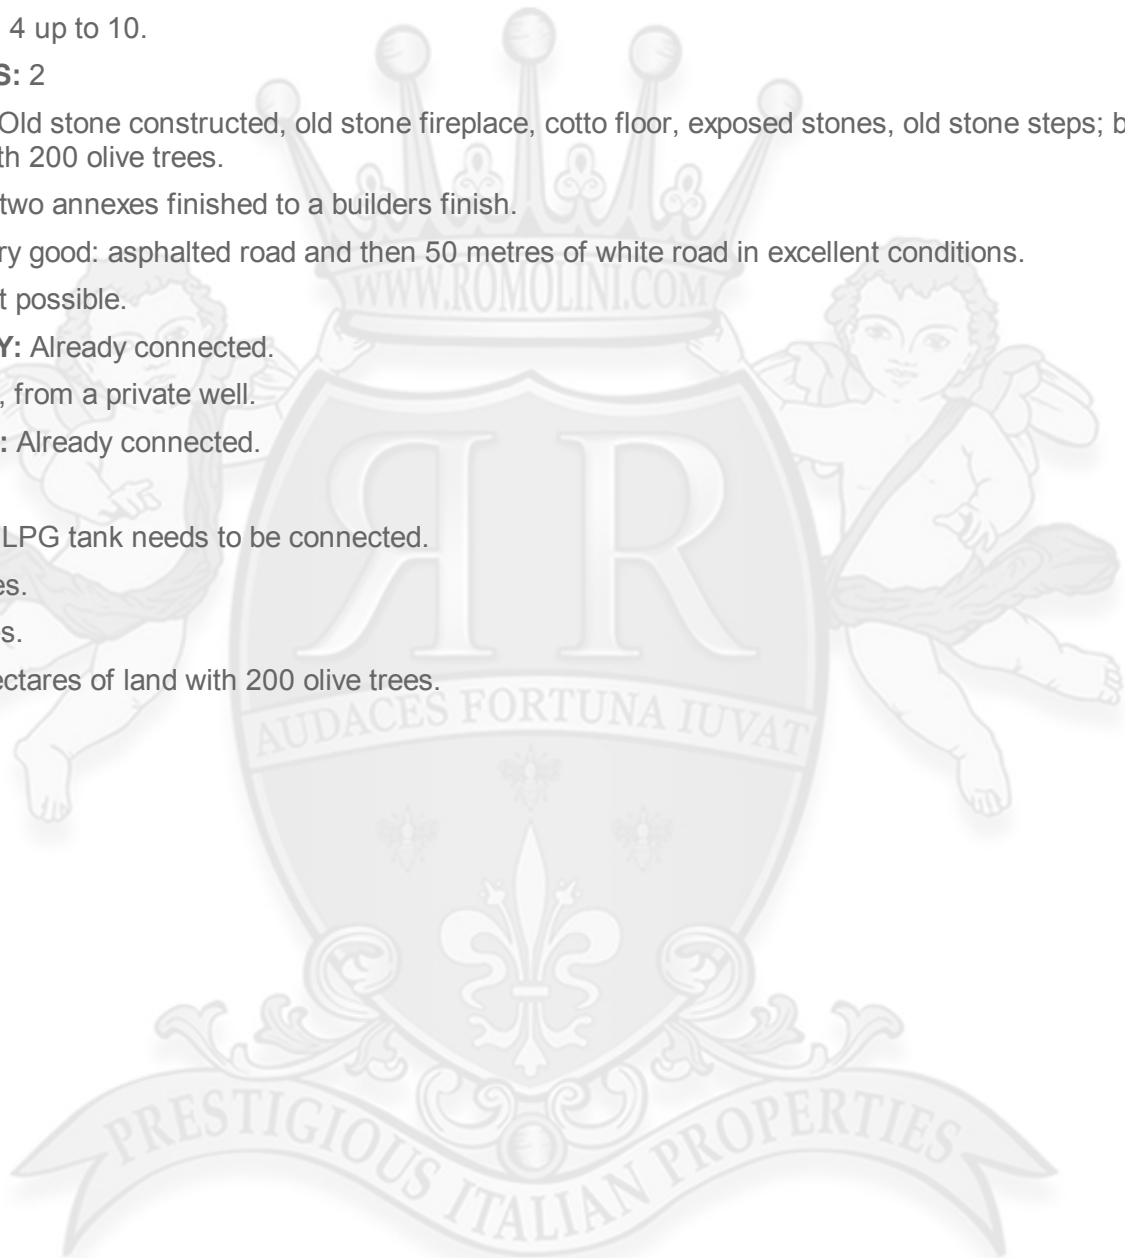 4 up to 10.
S: 2
Old stone constructed, old stone fireplace, cotto floor, exposed stones, old stone steps; b
th 200 olive trees.
two annexes finished to a builders finish.
ry good: asphalted road and then 50 metres of white road in excellent conditions.
t possible.
Y: Already connected.
, from a private well.
: Already connected.
LPG tank needs to be connected.
es.
s.
ectares of land with 200 olive trees.
WWW.ROMOLINI.COM
R R
AUDACES FORTUNA IUVAT
PRESTIGIOUS ITALIAN PROPERTIES